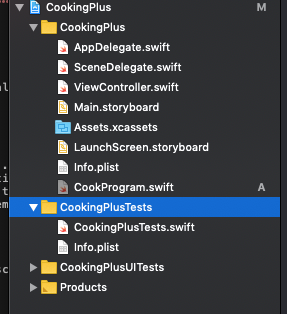 CookingPlus M
CookingPlus
AppDelegate.swift
SceneDelegate.swift
ViewController.swift
Main.storyboard
Assets.xcassets
LaunchScreen.storyboard
Info.plist
CookProgram.swift A
CookingPlusTests
CookingPlusTests.swift
Info.plist
CookingPlusUITests
Products